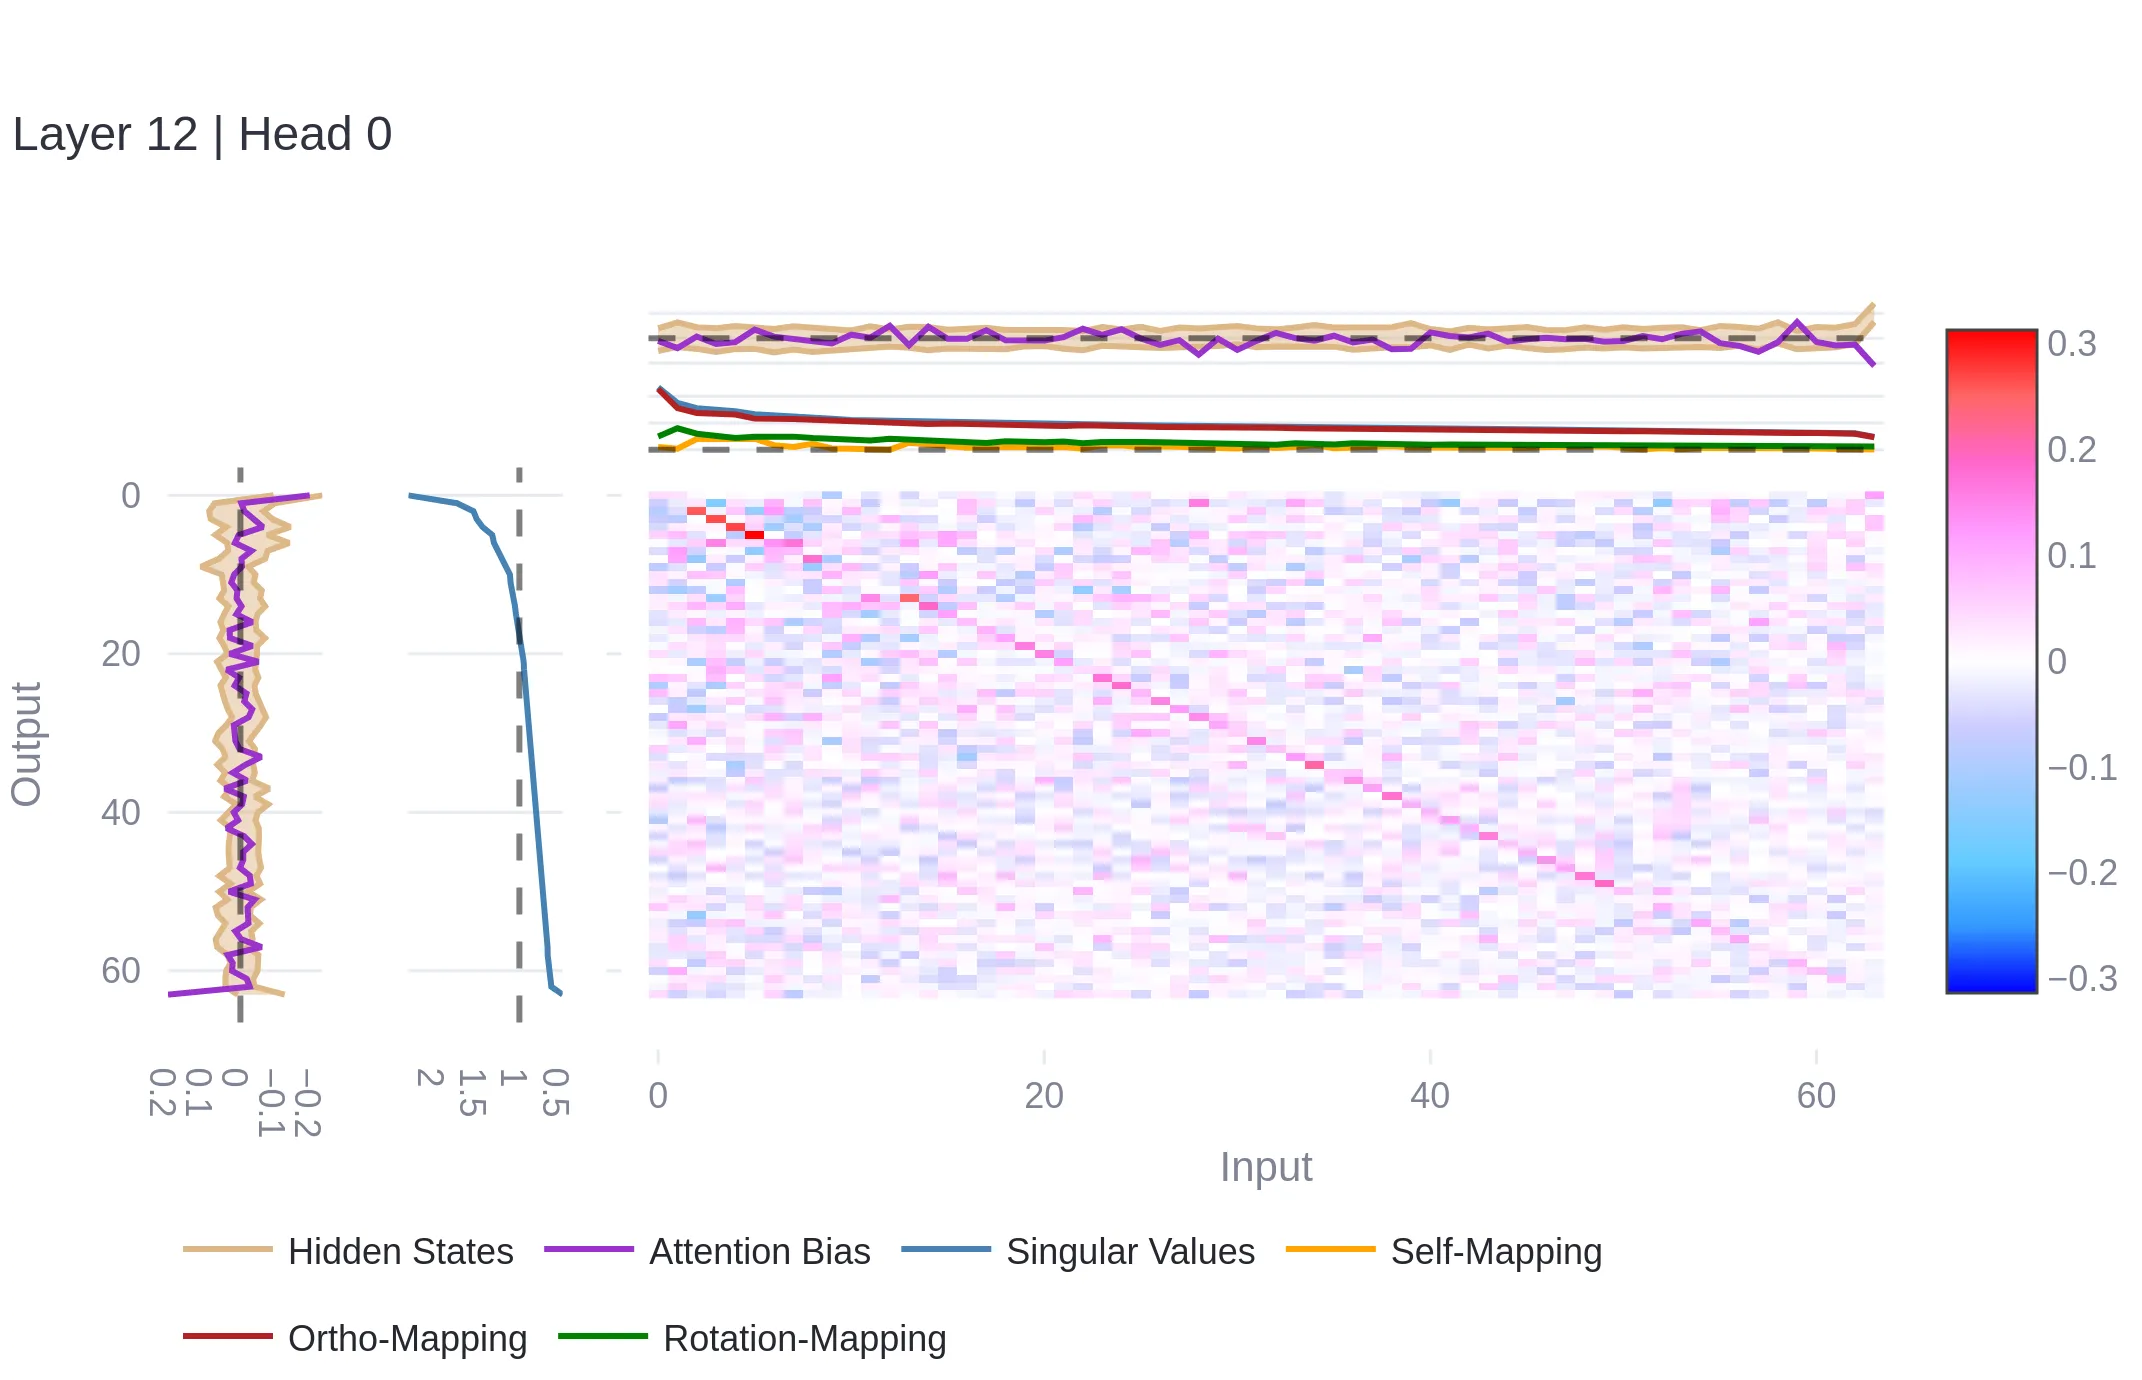 Layer 12 | Head 0
0
20
40
60
Output
0.2
0.1
0
−0.1
−0.2
2
1.5
1
0.5
0
20
40
60
Input
0.3
0.2
0.1
0
−0.1
−0.2
−0.3
Hidden States
Attention Bias
Singular Values
Self-Mapping
Ortho-Mapping
Rotation-Mapping